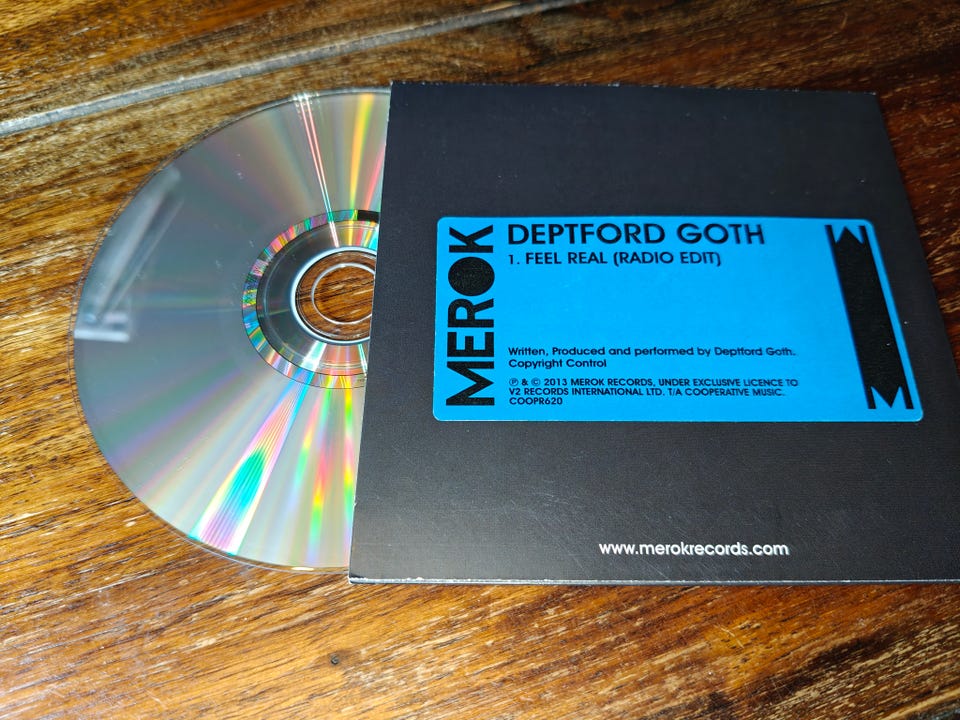 MEROK
DEPTFORD GOTH
1. FEEL REAL (RADIO EDIT)
Written, Produced and performed by Deptford Goth.
Copyright Control
℗ & © 2013 MEROK RECORDS, UNDER EXCLUSIVE LICENCE TO
V2 RECORDS INTERNATIONAL LTD. T/A COOPERATIVE MUSIC.
COOPR620
www.merokrecords.com